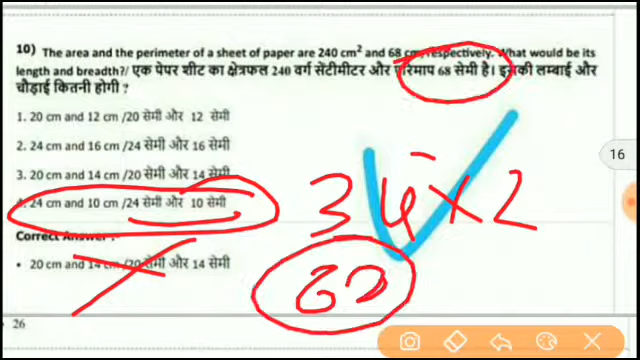 10) The area and the perimeter of a sheet of paper are 240 cm² and 68 cm, respectively. What would be its
length and breadth?/ एक पेपर शीट का क्षेत्रफल 240 वर्ग सेंटीमीटर और परिमाप 68 सेमी है। इसकी लम्बाई और
चौड़ाई कितनी होगी ?
1. 20 cm and 12 cm /20 सेमी और 12 सेमी
2. 24 cm and 16 cm /24 सेमी और 16 सेमी
3. 20 cm and 14 cm /20 सेमी और 14 सेमी
4. 24 cm and 10 cm /24 सेमी और 10 सेमी
34 × 2
Correct Answer :-
• 20 cm and 14 cm /20 सेमी और 14 सेमी
26
16